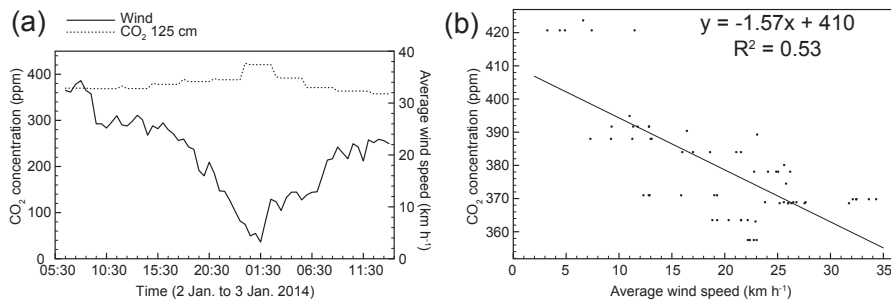 (a)
Wind
CO2 125 cm
CO2 concentration (ppm)
400
300
200
100
0
40
30
20
10
0
Average wind speed (km h-1)
05:30 10:30 15:30 20:30 01:30 06:30 11:30
Time (2 Jan. to 3 Jan. 2014)
(b)
y = -1.57x + 410
R2 = 0.53
CO2 concentration (ppm)
420
400
390
380
370
360
0 5 10 15 20 25 30 35
Average wind speed (km h-1)